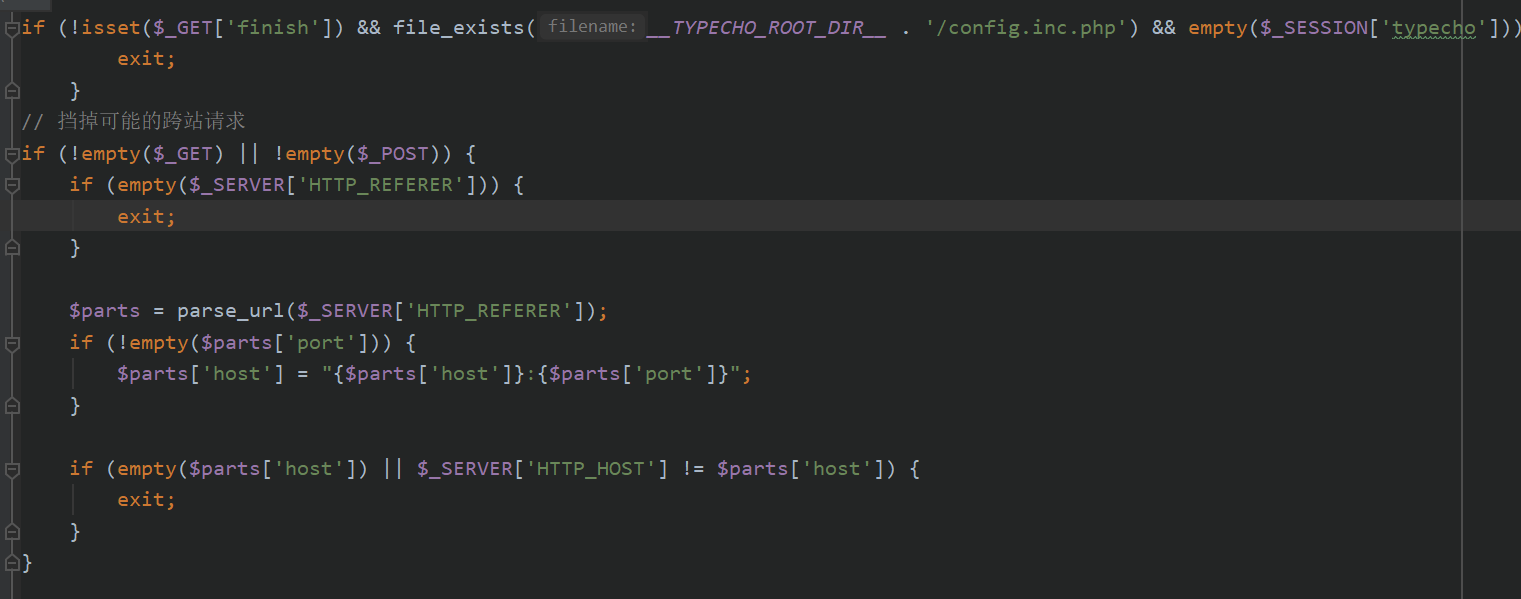 if (!isset($_GET['finish']) && file_exists( filename: __TYPECHO_ROOT_DIR__ . '/config.inc.php') && empty($_SESSION['typecho']))
exit;
}
// 挡掉可能的跨站请求
if (!empty($_GET) || !empty($_POST)) {
if (empty($_SERVER['HTTP_REFERER'])) {
exit;
}
$parts = parse_url($_SERVER['HTTP_REFERER']);
if (!empty($parts['port'])) {
$parts['host'] = "{$parts['host']}:{$parts['port']}";
}
if (empty($parts['host']) || $_SERVER['HTTP_HOST'] != $parts['host']) {
exit;
}
}